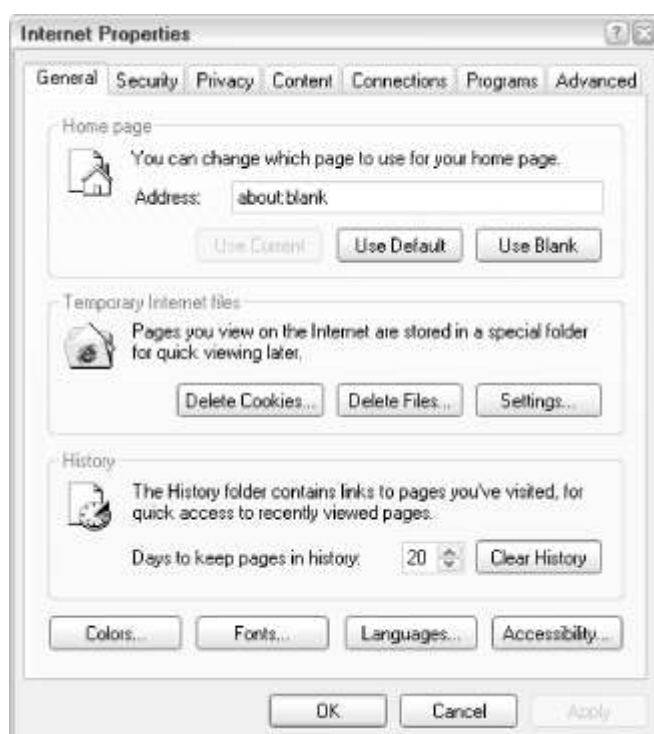 Internet Properties
General Security Privacy Content Connections Programs Advanced
Home page
You can change which page to use for your home page.
Address: about:blank
Use Current Use Default Use Blank
Temporary Internet files
Pages you view on the Internet are stored in a special folder
for quick viewing later.
Delete Cookies... Delete Files... Settings...
History
The History folder contains links to pages you've visited, for
quick access to recently viewed pages.
Days to keep pages in history: 20 Clear History
Colors... Fonts... Languages... Accessibility...
OK Cancel Apply